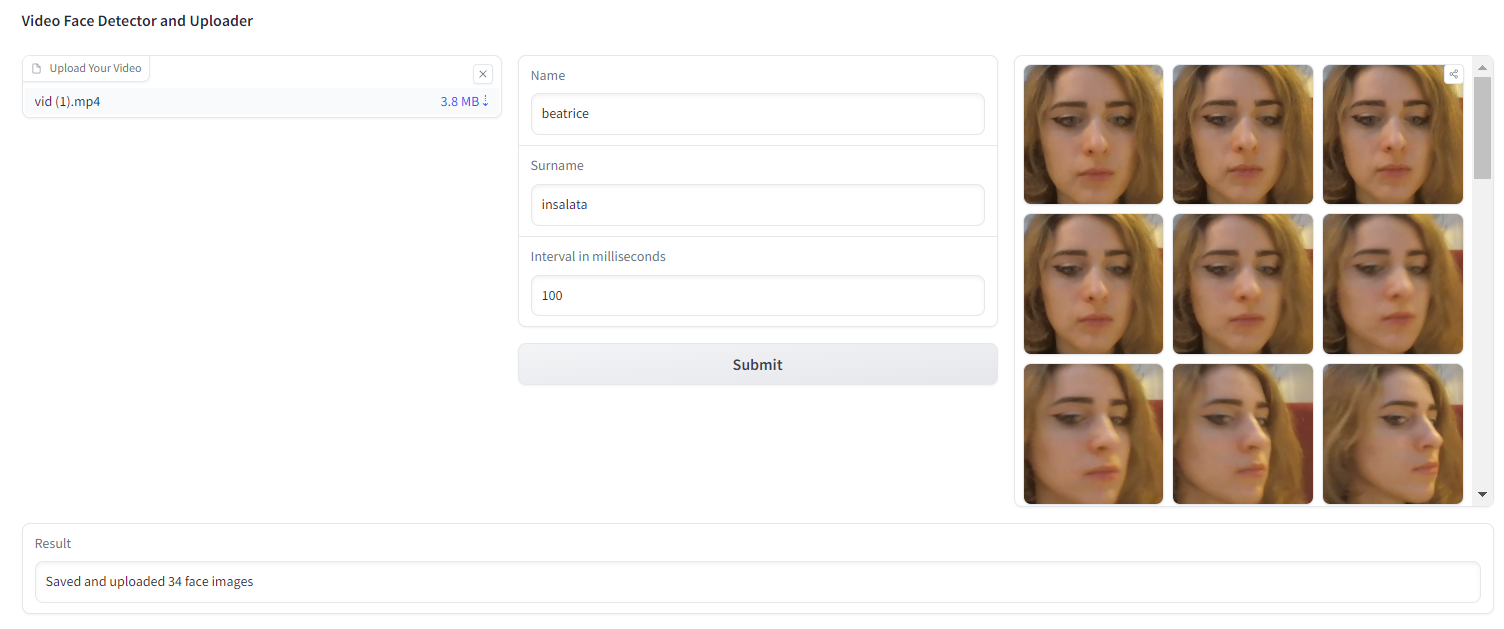 Video Face Detector and Uploader
Upload Your Video
vid (1).mp4 3.8 MB ⇣
Name
beatrice
Surname
insalata
Interval in milliseconds
100
Submit
Result
Saved and uploaded 34 face images